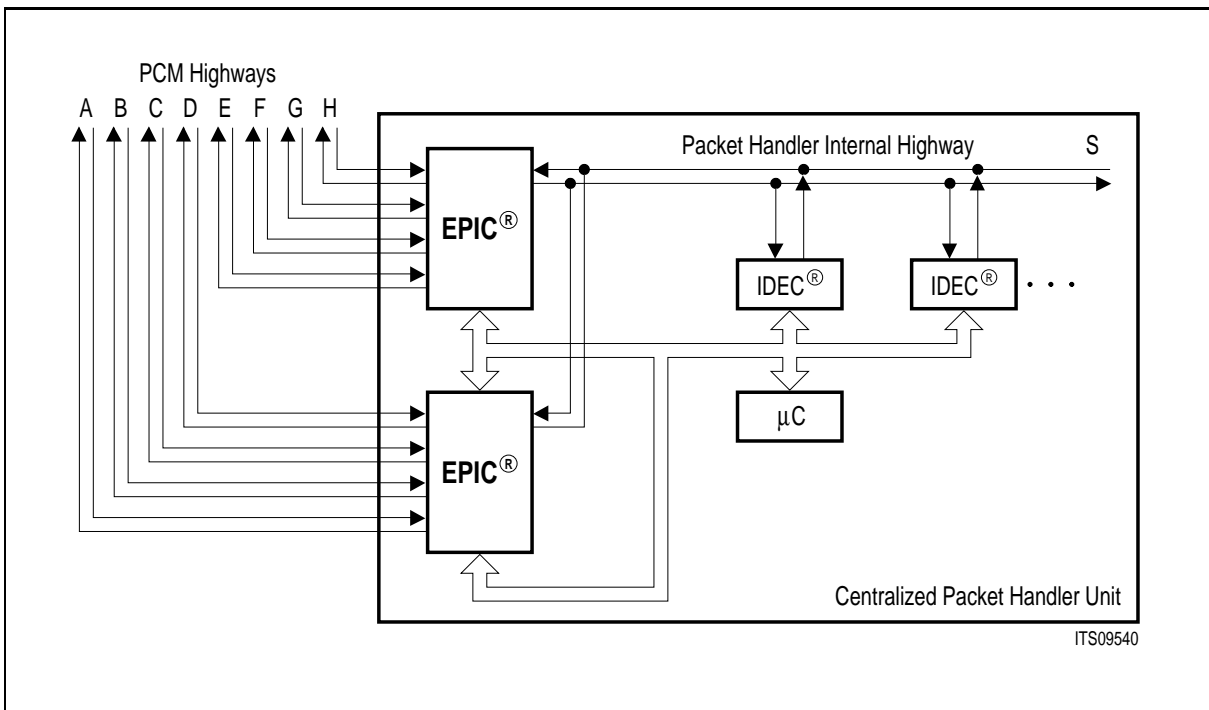 PCM Highways
A B C D E F G H
Packet Handler Internal Highway S
EPIC®
IDEC® IDEC® . . .
µC
EPIC®
Centralized Packet Handler Unit
ITS09540